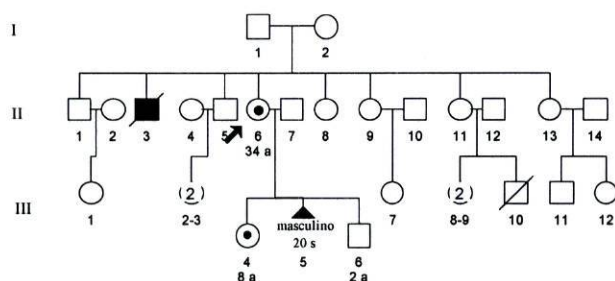 I
1 2
II
1 2 3 4 5 6 7 8 9 10 11 12 13 14
34 a
III
(2) (2)
1 2-3 7 8-9 10 11 12
masculino
20 s
4 5 6
8 a 2 a